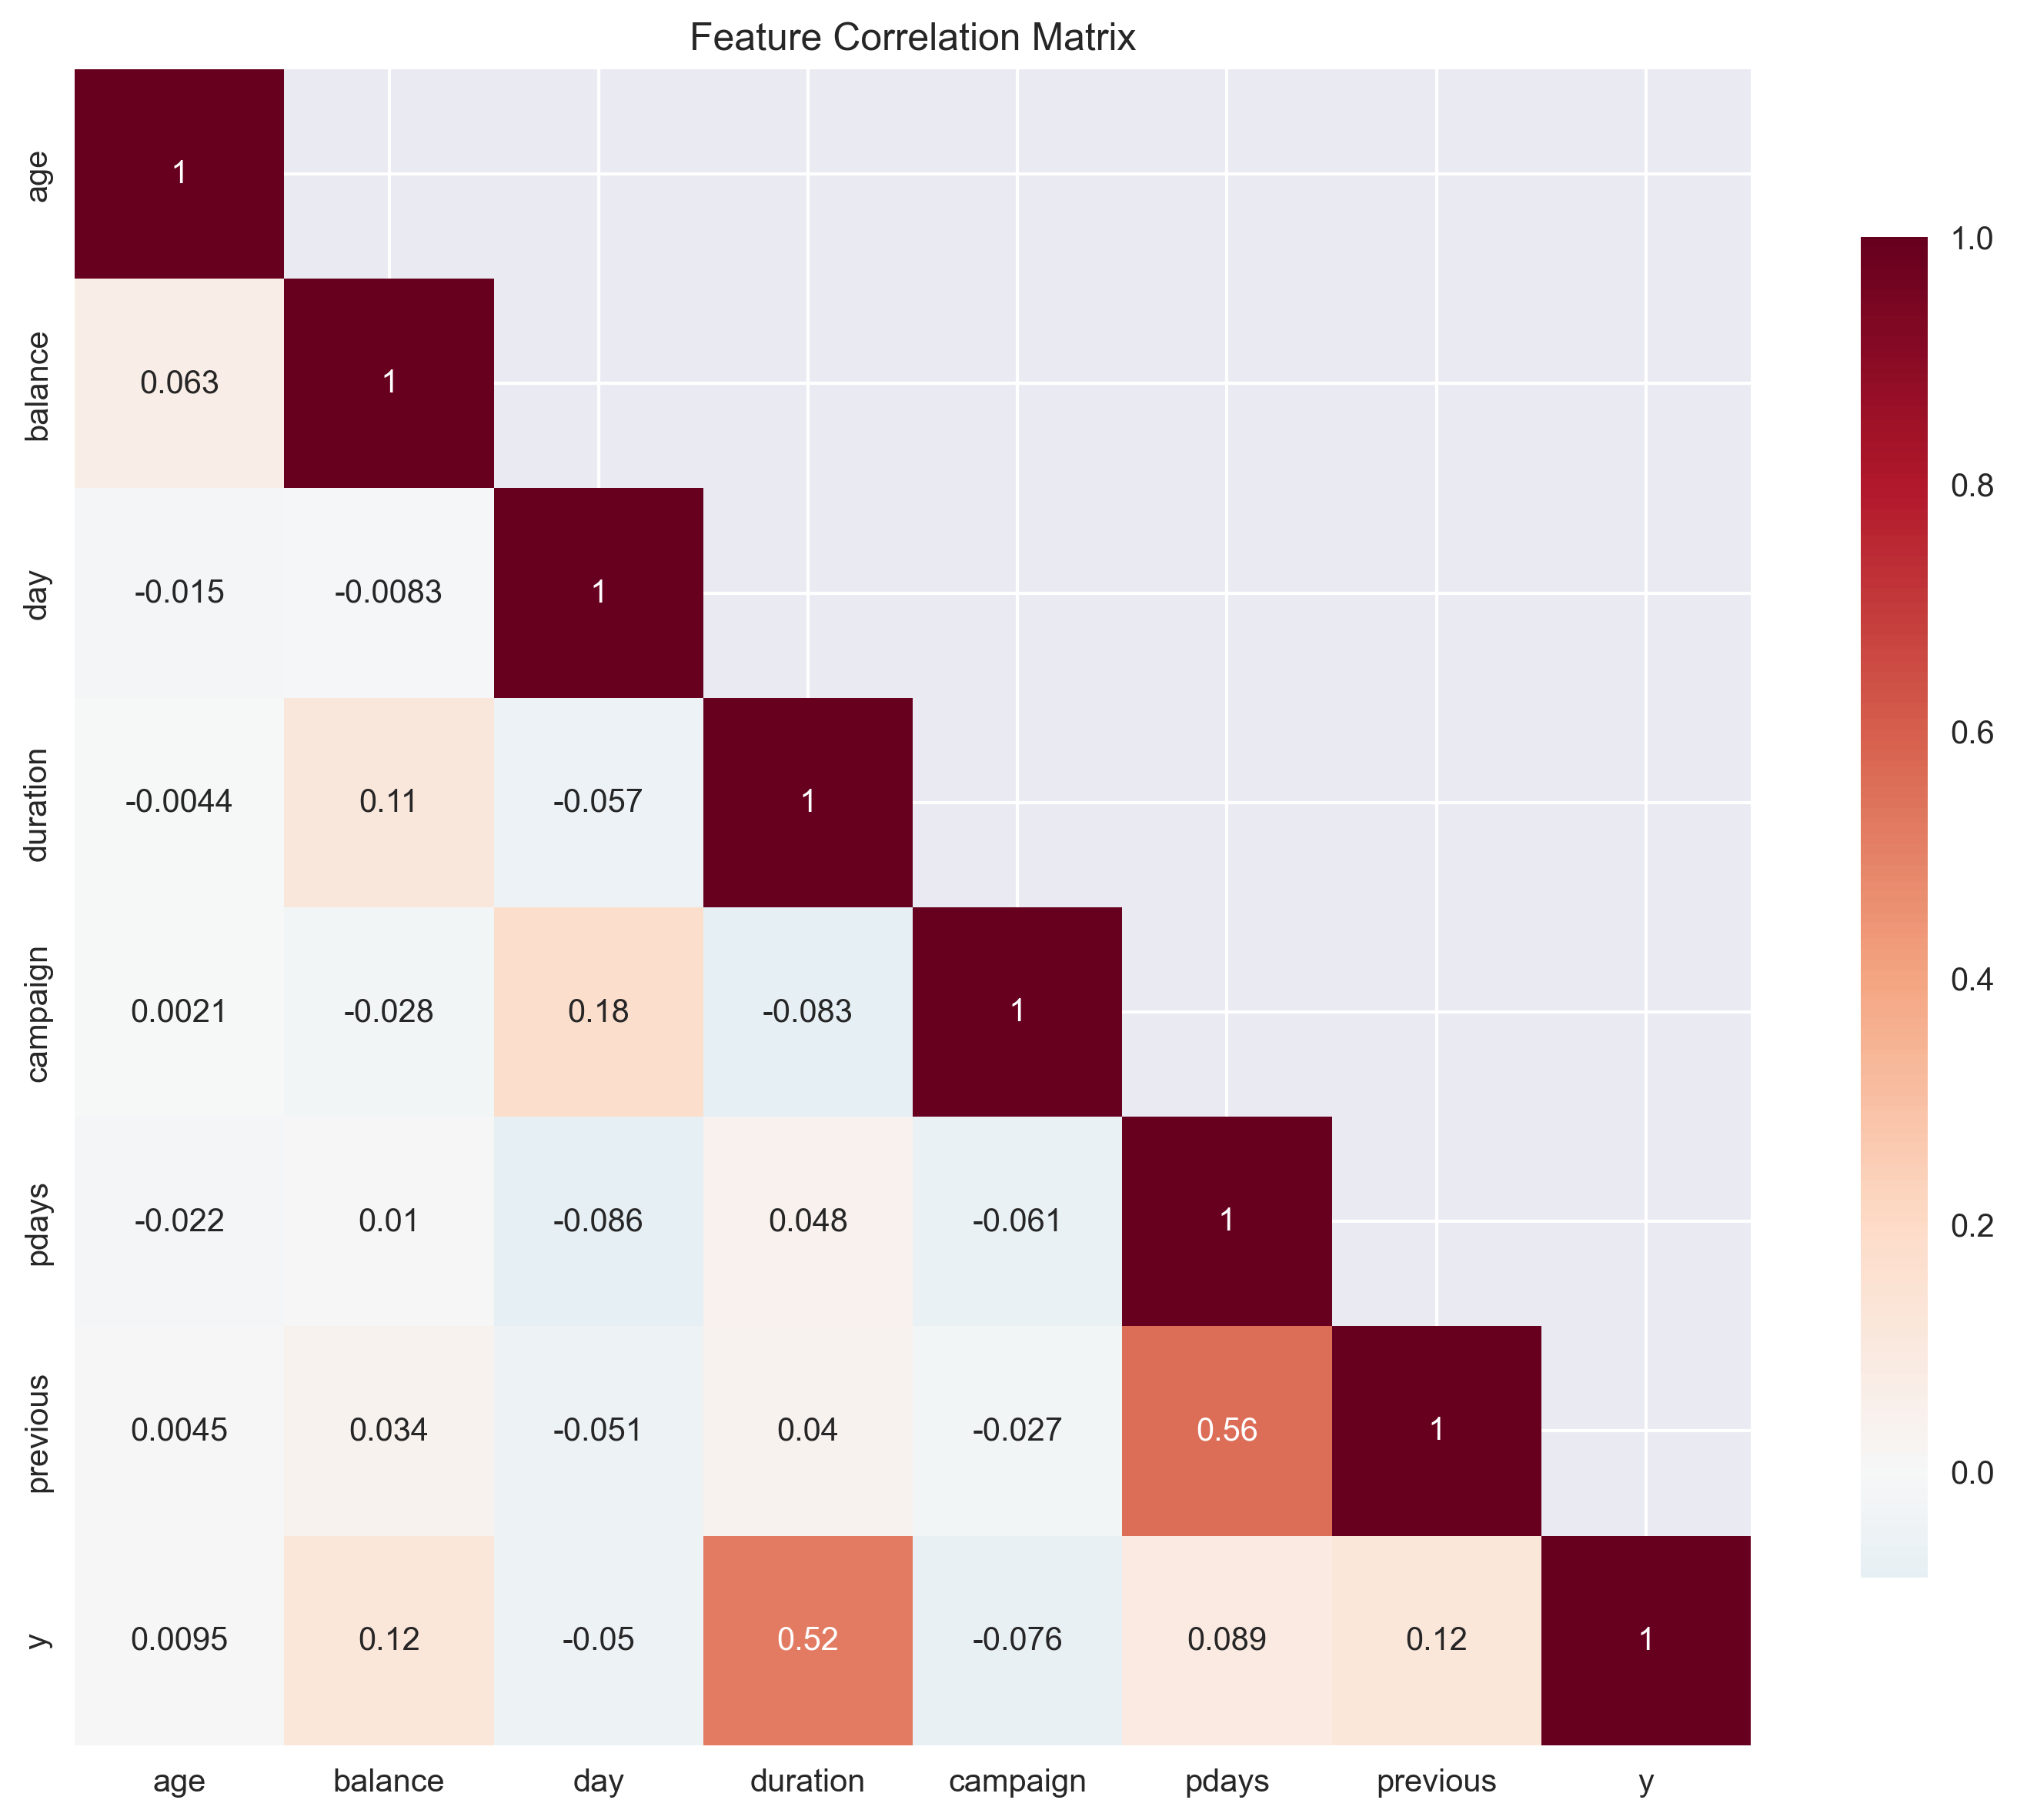 Feature Correlation Matrix
age
1
balance
0.063 1
day
-0.015 -0.0083 1
duration
-0.0044 0.11 -0.057 1
campaign
0.0021 -0.028 0.18 -0.083 1
pdays
-0.022 0.01 -0.086 0.048 -0.061 1
previous
0.0045 0.034 -0.051 0.04 -0.027 0.56 1
y
0.0095 0.12 -0.05 0.52 -0.076 0.089 0.12 1
age balance day duration campaign pdays previous y
1.0
0.8
0.6
0.4
0.2
0.0